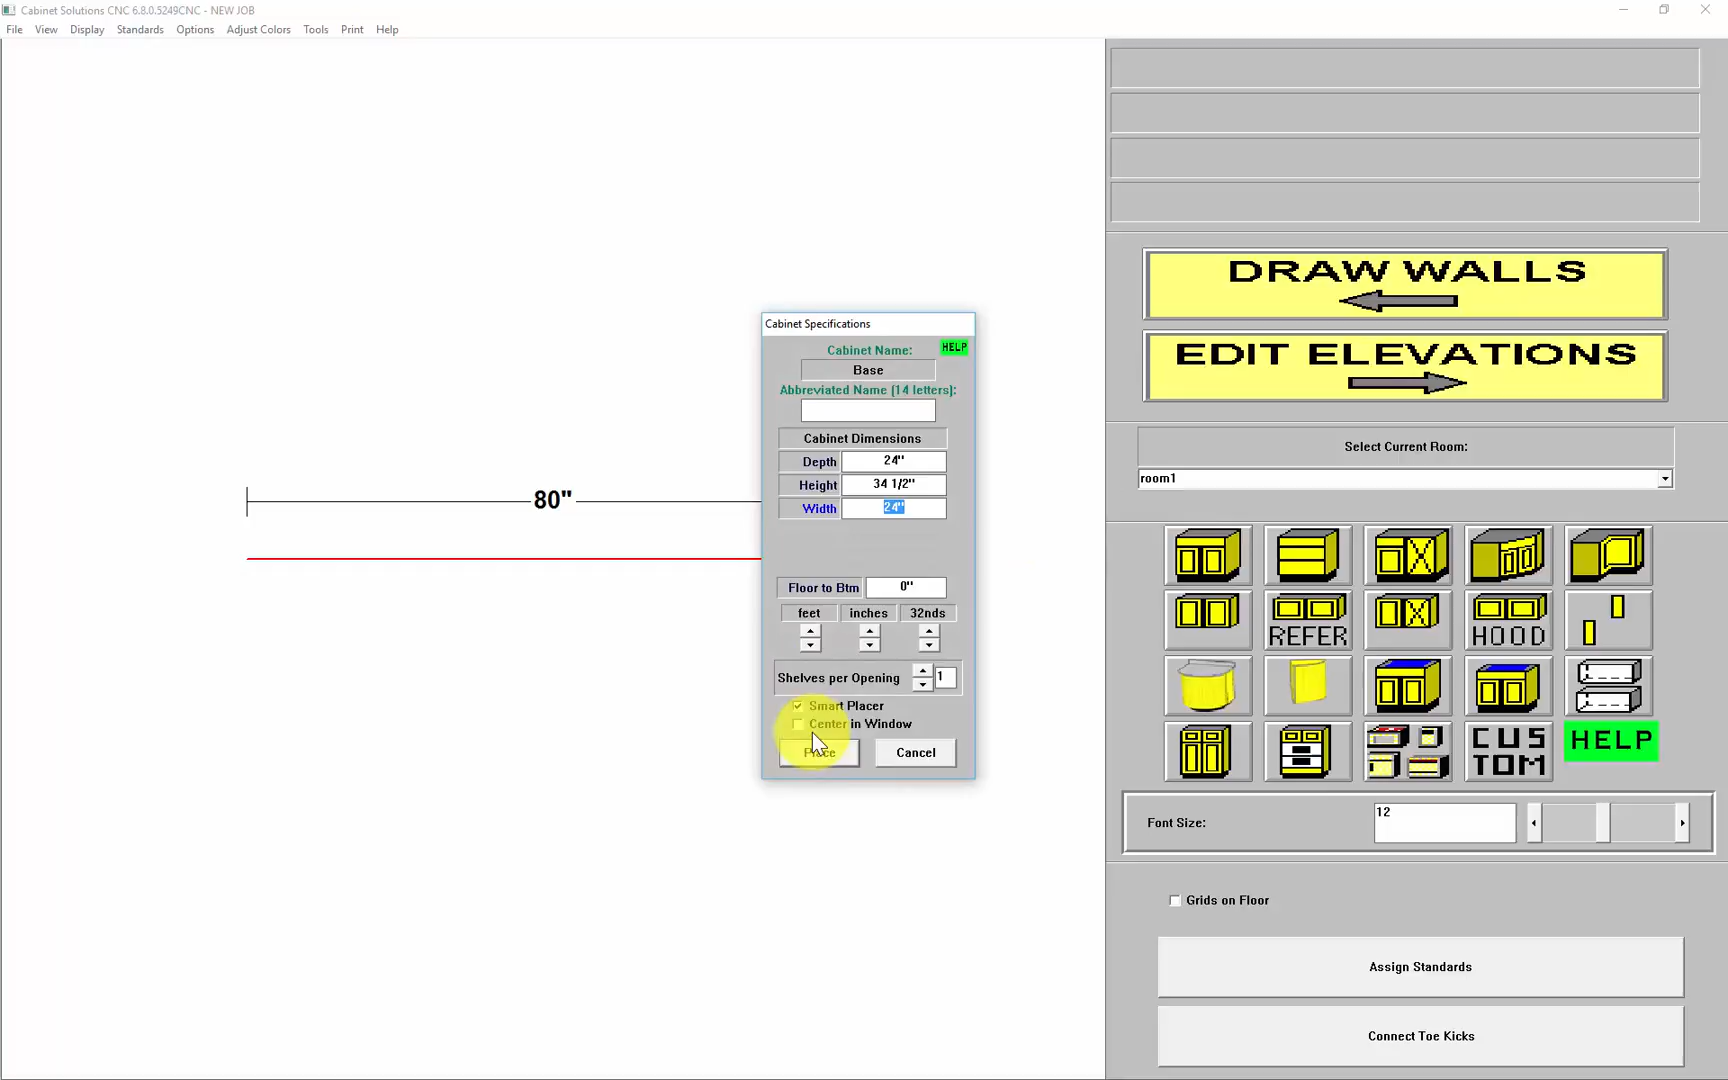 Cabinet Solutions CNC 6.8.0.5249CNC - NEW JOB
File View Display Standards Options Adjust Colors Tools Print Help
DRAW WALLS
EDIT ELEVATIONS
Select Current Room:
room1
80"
Cabinet Specifications
Cabinet Name: HELP
Base
Abbreviated Name (14 letters):
Cabinet Dimensions
Depth 24"
Height 34 1/2"
Width 24"
Floor to Btm 0"
feet inches 32nds
Shelves per Opening 1
Smart Placer
Center in Window
Place Cancel
REFER
HOOD
CUS
TOM
HELP
Font Size: 12
Grids on Floor
Assign Standards
Connect Toe Kicks